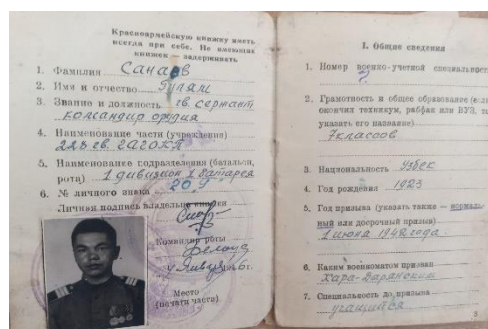 Красноармейскую книжку иметь
всегда при себе. Не имеющих
книжек — задерживать
1. Фамилия Санаев
2. Имя и отчество Гулям
3. Звание и должность гв. сержант
командир орудия
4. Наименование части (учреждения)
228 гв.
5. Наименование подразделения (батальон,
рота) 1 дивизион 1 батарея
6. № личного знака
Личная подпись владельца книжки
Командир роты
Место
(печати части)
I. Общие сведения
1. Номер военно-учетной специальности
2. Грамотность и общее образование (если
окончил техникум, рабфак или ВУЗ, то
указать его название)
7 классов
3. Национальность Узбек
4. Год рождения 1923
5. Год призыва (указать также — нормаль-
ный или досрочный призыв)
1 июня 1942 года
6. Каким военкоматом призван
Кара-Дарьинским
7. Специальность до призыва
учащийся